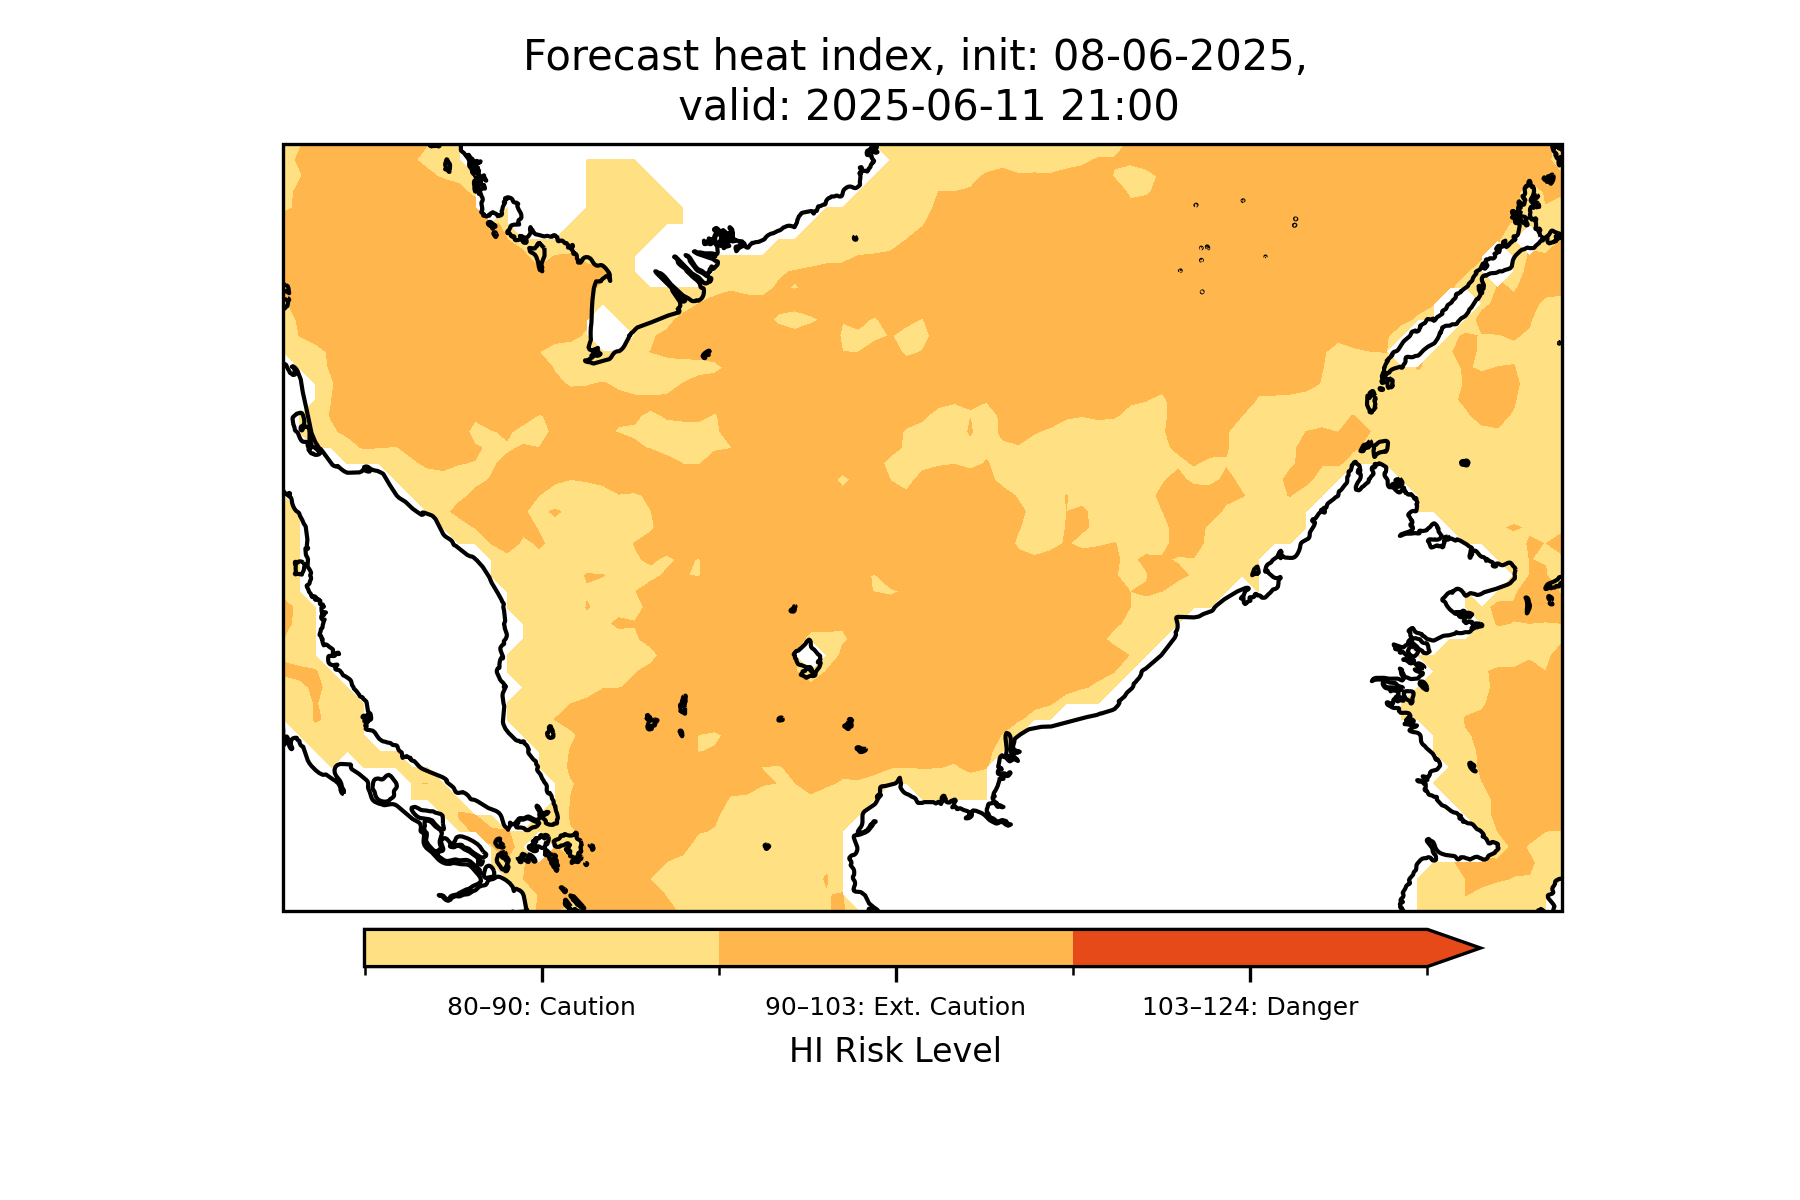 Forecast heat index, init: 08-06-2025,
valid: 2025-06-11 21:00
80–90: Caution
90–103: Ext. Caution
103–124: Danger
HI Risk Level